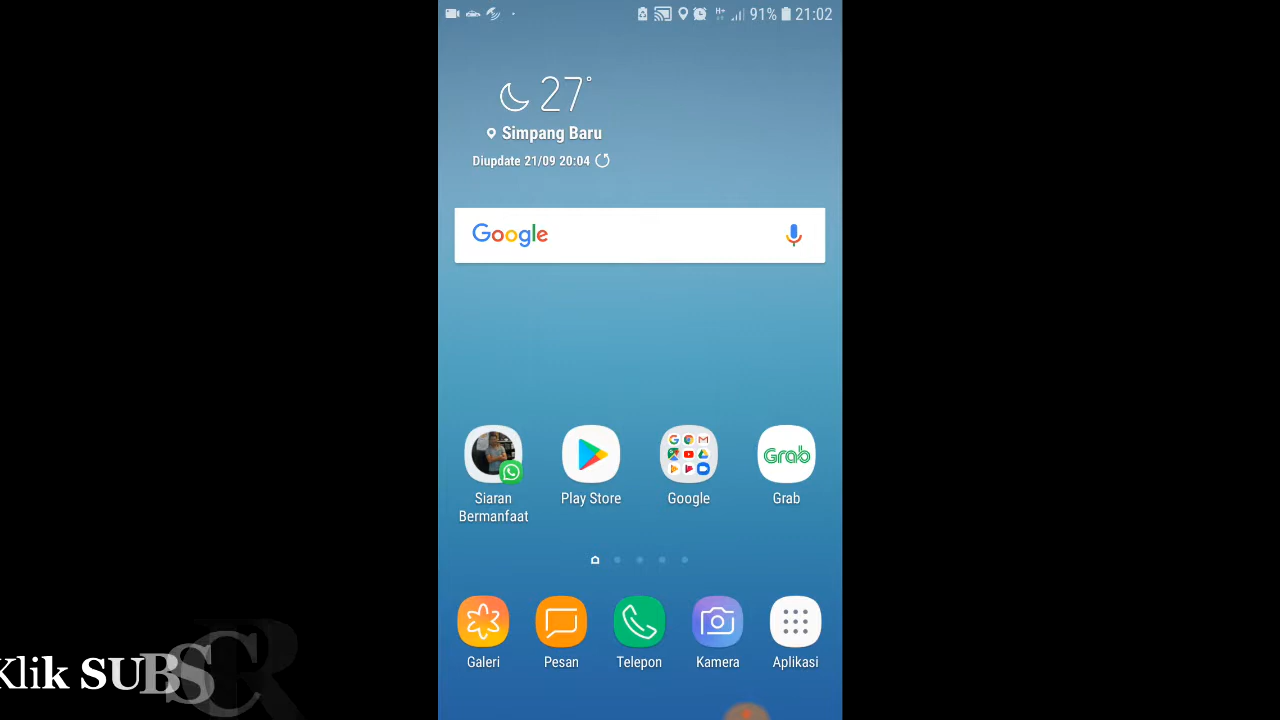 91% 21:02
27°
Simpang Baru
Diupdate 21/09 20:04
Google
Grab
Siaran Bermanfaat
Play Store
Google
Grab
Galeri
Pesan
Telepon
Kamera
Aplikasi
Klik SUBSCR